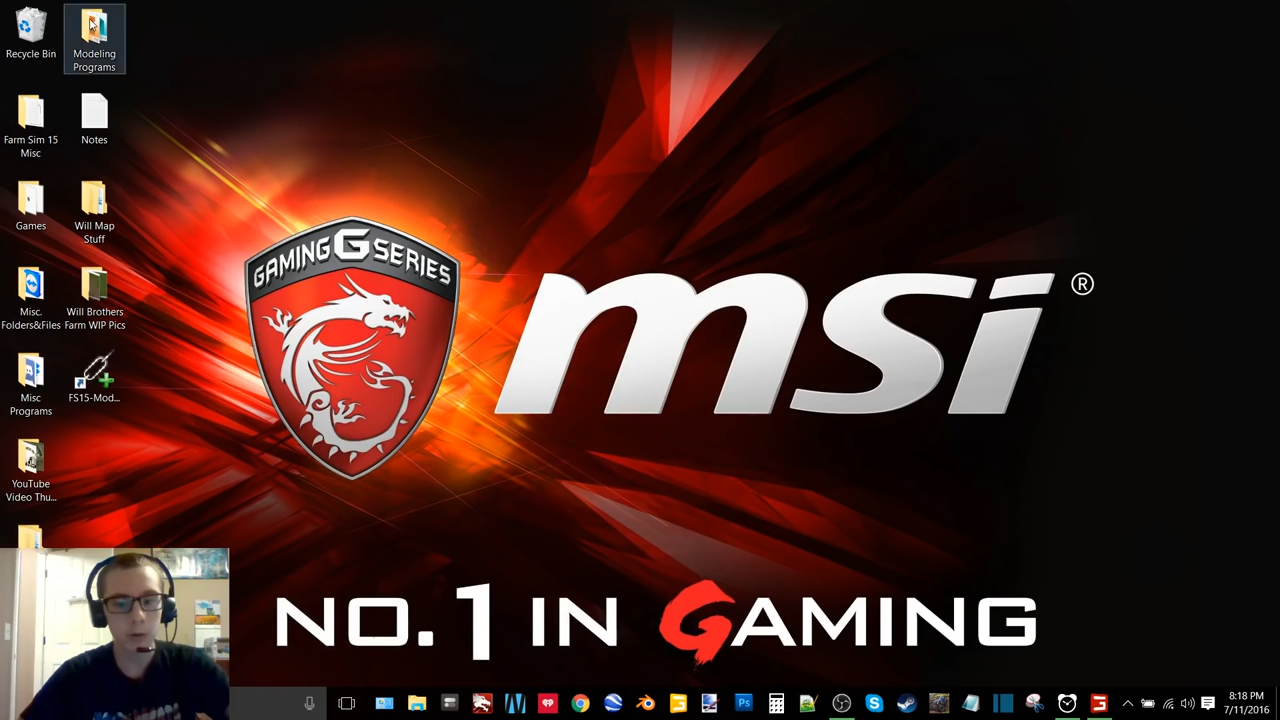 Recycle Bin
Modeling
Programs
Farm Sim 15
Misc
Notes
Games
Will Map
Stuff
Misc.
Folders&Files
Will Brothers
Farm WIP Pics
Misc
Programs
FS15-Mod...
YouTube
Video Thu...
GAMING G SERIES
msi ®
NO.1 IN GAMING
Ps
8:18 PM
7/11/2016